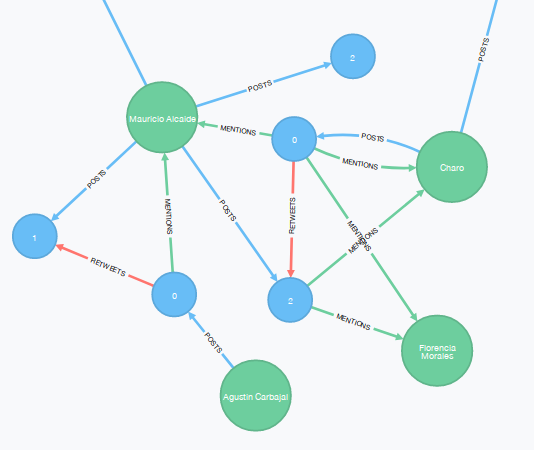 POSTS
2
POSTS
Mauricio Alcalde
MENTIONS
0
POSTS
MENTIONS
Charo
POSTS
MENTIONS
POSTS
RETWEETS
MENTIONS
MENTIONS
1
RETWEETS
0
2
MENTIONS
POSTS
Florencia
Morales
Agustin Carbajal